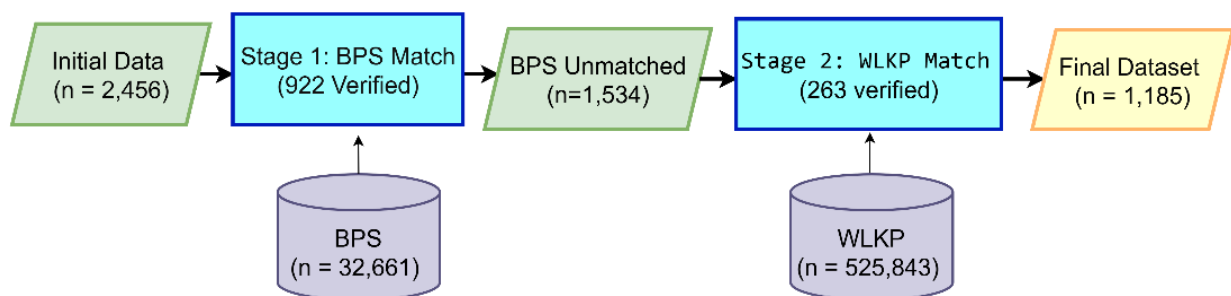 Initial Data
(n = 2,456)
Stage 1: BPS Match
(922 Verified)
BPS Unmatched
(n=1,534)
Stage 2: WLKP Match
(263 verified)
Final Dataset
(n = 1,185)
BPS
(n = 32,661)
WLKP
(n = 525,843)